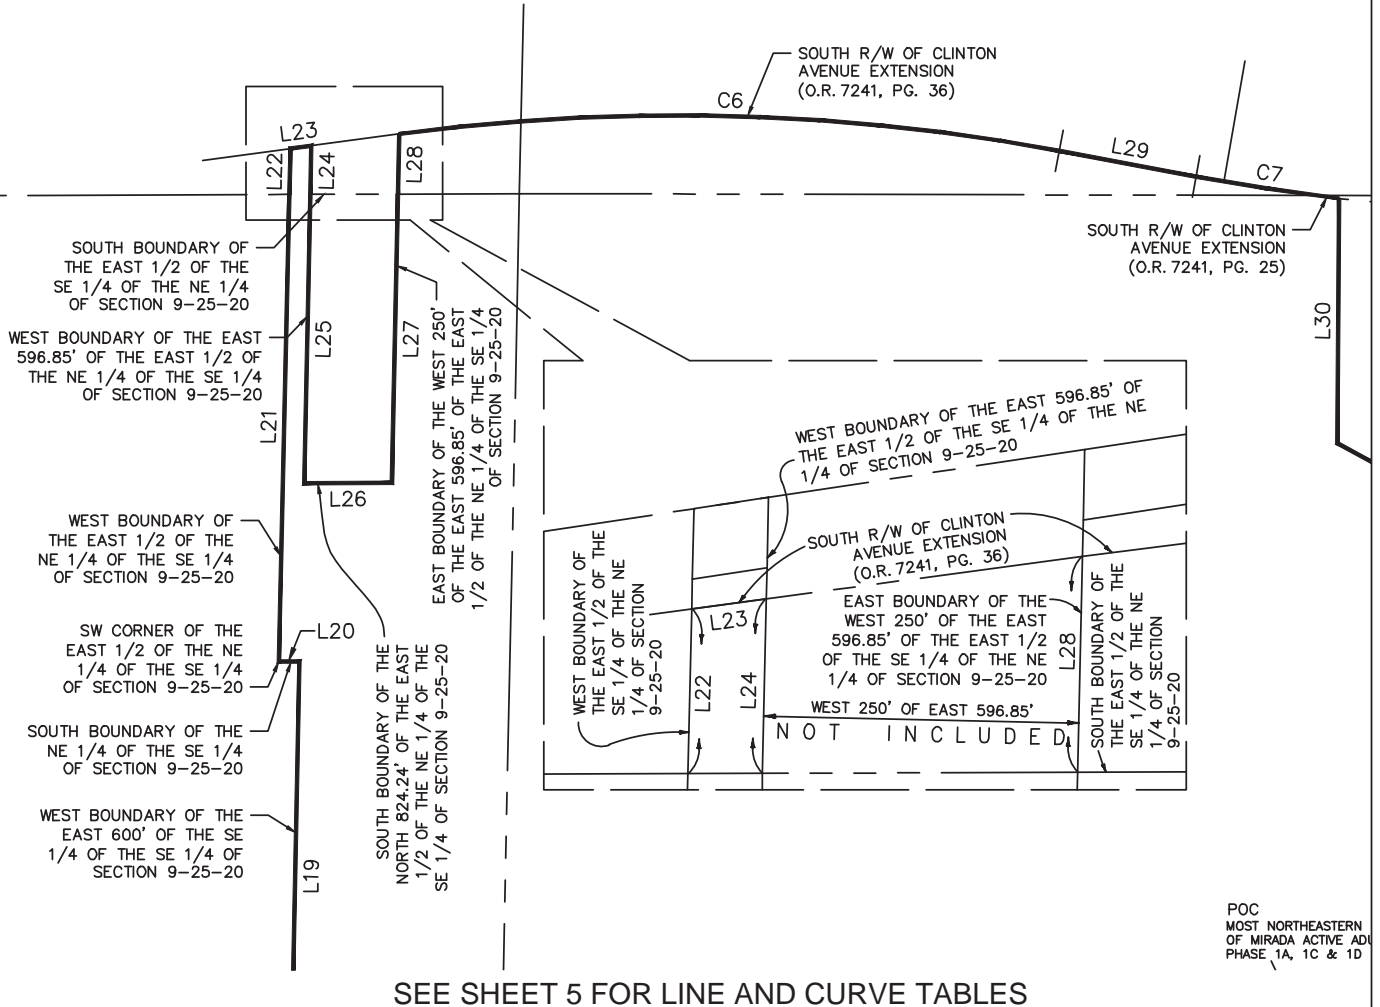 SOUTH R/W OF CLINTON
AVENUE EXTENSION
(O.R. 7241, PG. 36)
C6
L23
L22
L24
L28
L29
C7
SOUTH BOUNDARY OF
THE EAST 1/2 OF THE
SE 1/4 OF THE NE 1/4
OF SECTION 9-25-20
SOUTH R/W OF CLINTON
AVENUE EXTENSION
(O.R. 7241, PG. 25)
WEST BOUNDARY OF THE EAST
596.85' OF THE EAST 1/2 OF
THE NE 1/4 OF THE SE 1/4
OF SECTION 9-25-20
L25
L27
L30
EAST BOUNDARY OF THE WEST 250'
OF THE EAST 596.85' OF THE EAST
1/2 OF THE NE 1/4 OF THE SE 1/4
OF SECTION 9-25-20
L21
L26
WEST BOUNDARY OF THE EAST 596.85' OF
THE EAST 1/2 OF THE SE 1/4 OF THE NE
1/4 OF SECTION 9-25-20
SOUTH R/W OF CLINTON
AVENUE EXTENSION
(O.R. 7241, PG. 36)
WEST BOUNDARY OF
THE EAST 1/2 OF THE
SE 1/4 OF THE NE
1/4 OF SECTION
9-25-20
L23
L22
L24
EAST BOUNDARY OF THE
WEST 250' OF THE EAST
596.85' OF THE EAST 1/2
OF THE SE 1/4 OF THE NE
1/4 OF SECTION 9-25-20
L28
SOUTH BOUNDARY OF
THE EAST 1/2 OF THE
SE 1/4 OF THE NE
1/4 OF SECTION
9-25-20
WEST 250' OF EAST 596.85'
NOT INCLUDED
WEST BOUNDARY OF
THE EAST 1/2 OF THE
NE 1/4 OF THE SE 1/4
OF SECTION 9-25-20
SW CORNER OF THE
EAST 1/2 OF THE NE
1/4 OF THE SE 1/4
OF SECTION 9-25-20
L20
SOUTH BOUNDARY OF THE
NORTH 824.24' OF THE EAST
1/2 OF THE NE 1/4 OF THE
SE 1/4 OF SECTION 9-25-20
SOUTH BOUNDARY OF THE
NE 1/4 OF THE SE 1/4
OF SECTION 9-25-20
WEST BOUNDARY OF THE
EAST 600' OF THE SE
1/4 OF THE SE 1/4 OF
SECTION 9-25-20
L19
POC
MOST NORTHEASTERN
OF MIRADA ACTIVE
PHASE 1A, 1C & 1D
SEE SHEET 5 FOR LINE AND CURVE TABLES